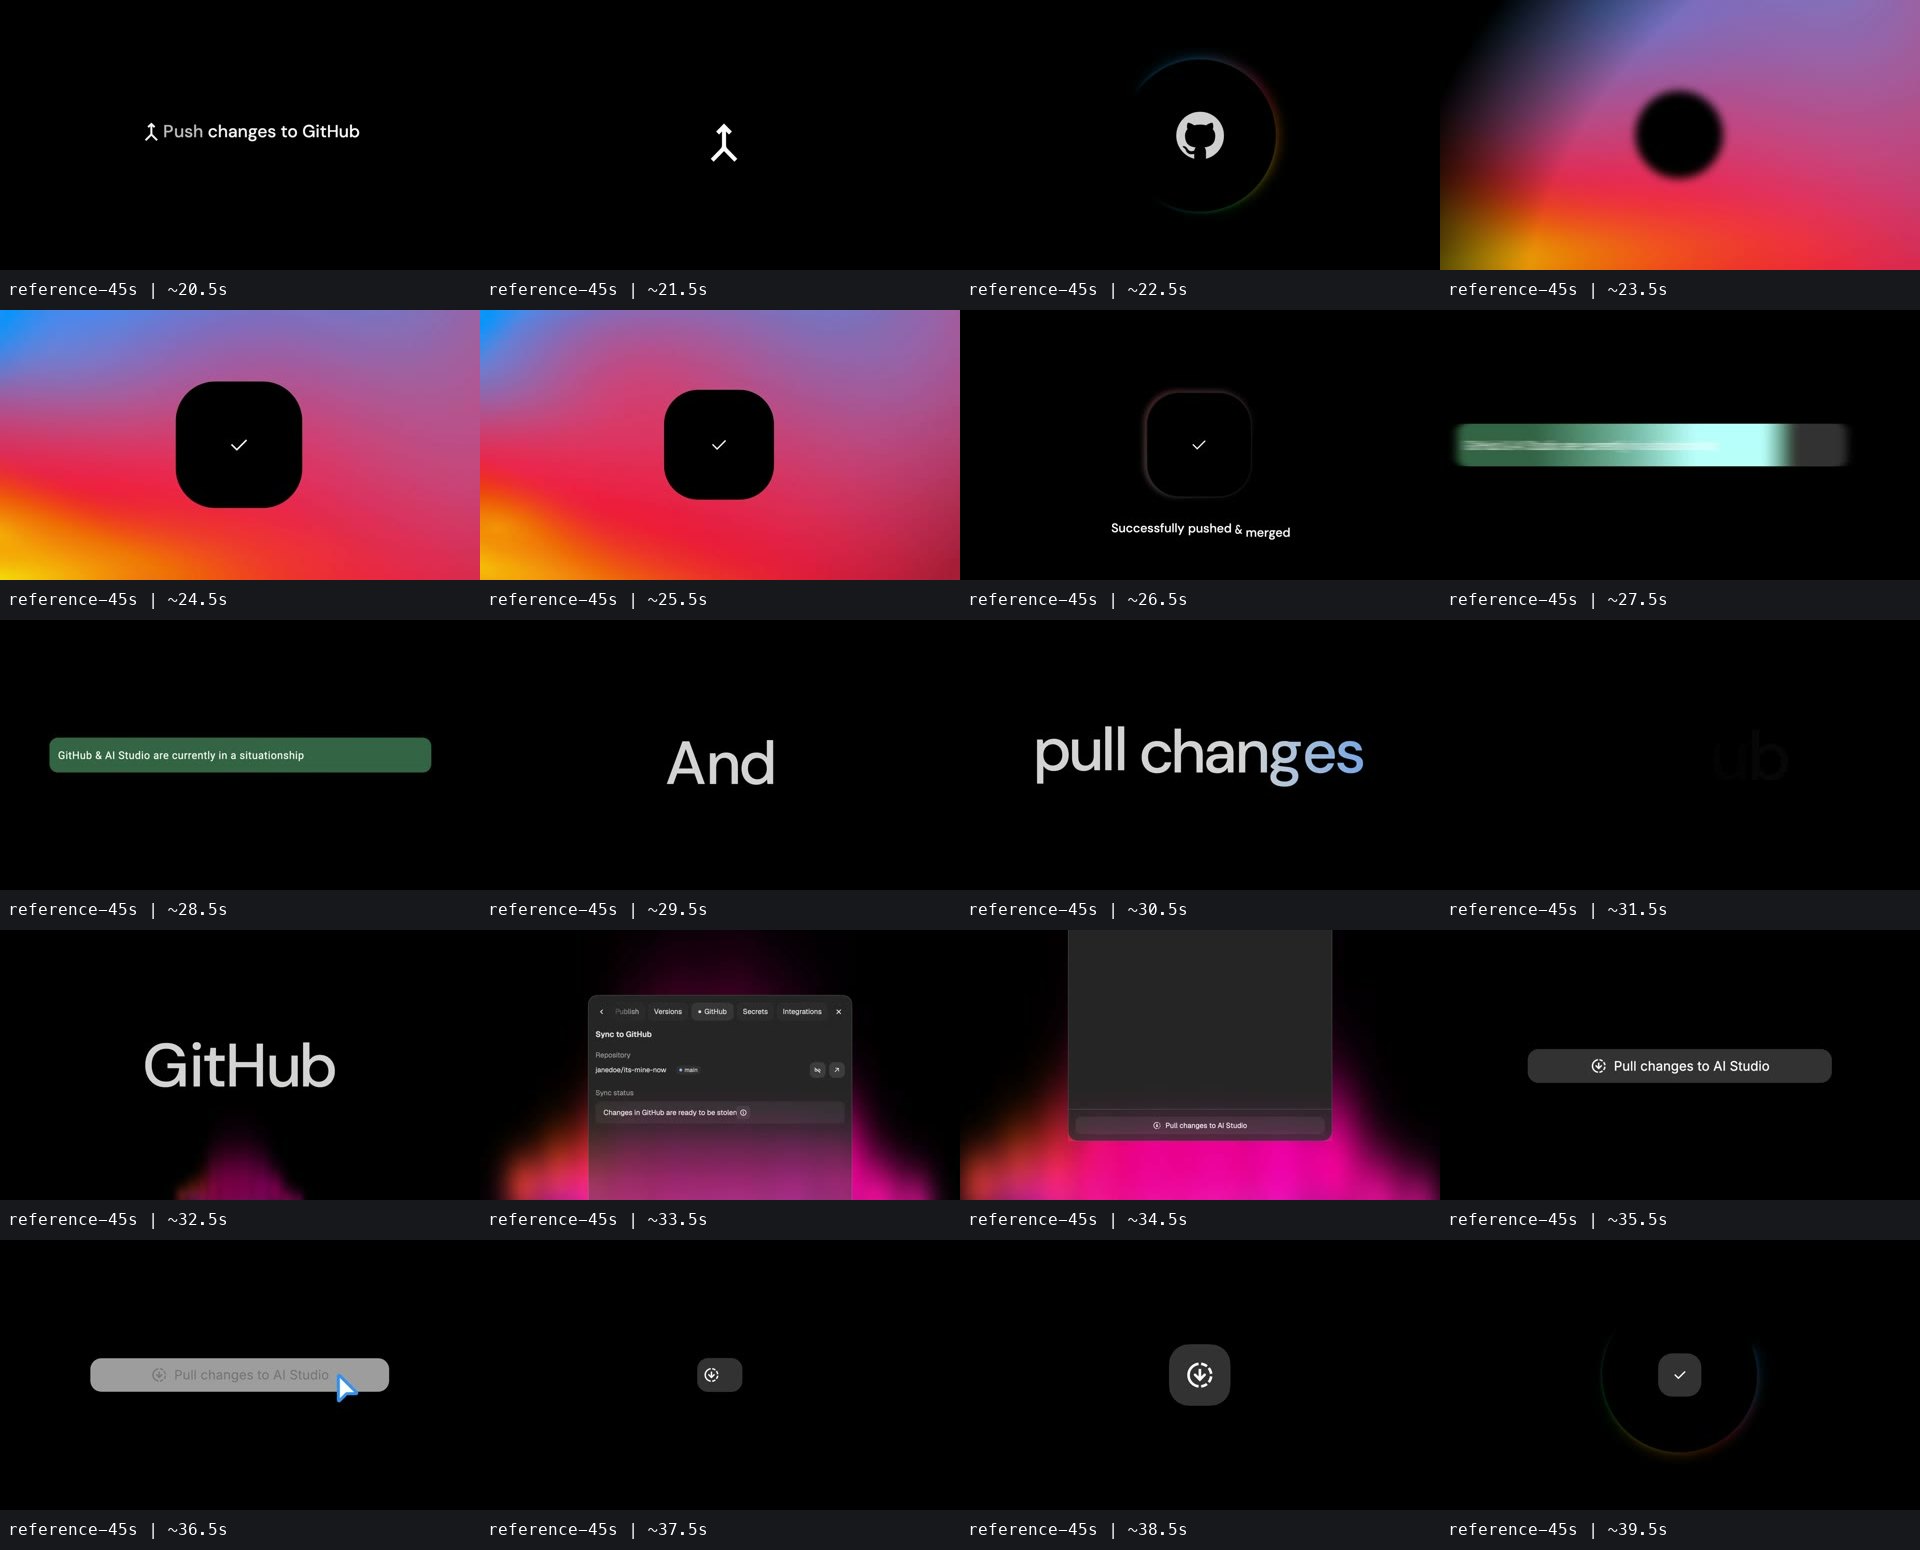 Push changes to GitHub
reference-45s | ~20.5s
reference-45s | ~21.5s
reference-45s | ~22.5s
reference-45s | ~23.5s
Successfully pushed & merged
reference-45s | ~24.5s
reference-45s | ~25.5s
reference-45s | ~26.5s
reference-45s | ~27.5s
GitHub & AI Studio are currently in a situationship
And
pull changes
ub
reference-45s | ~28.5s
reference-45s | ~29.5s
reference-45s | ~30.5s
reference-45s | ~31.5s
GitHub
Publish Versions GitHub Secrets Integrations
Sync to GitHub
Repository
janedoe/its-mine-now main
Sync status
Changes in GitHub are ready to be stolen
Pull changes to AI Studio
Pull changes to AI Studio
reference-45s | ~32.5s
reference-45s | ~33.5s
reference-45s | ~34.5s
reference-45s | ~35.5s
Pull changes to AI Studio
reference-45s | ~36.5s
reference-45s | ~37.5s
reference-45s | ~38.5s
reference-45s | ~39.5s